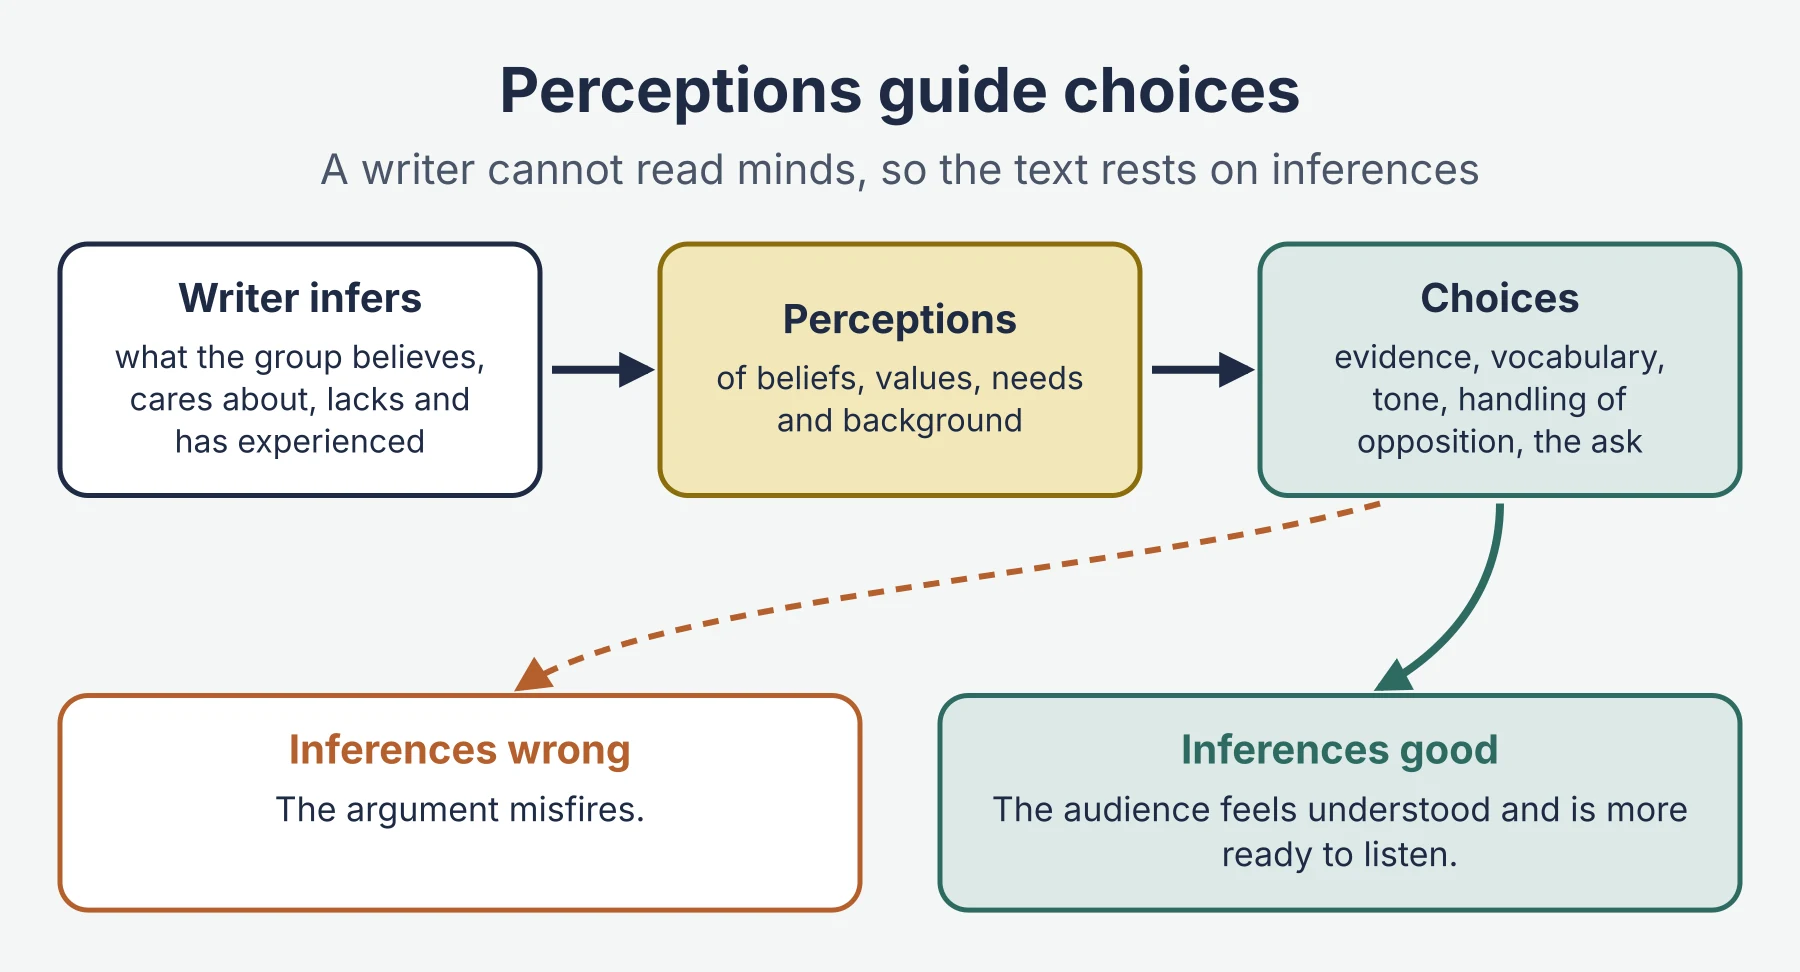 Perceptions guide choices
A writer cannot read minds, so the text rests on inferences
Writer infers
what the group believes,
cares about, lacks and
has experienced
Perceptions
of beliefs, values, needs
and background
Choices
evidence, vocabulary,
tone, handling of
opposition, the ask
Inferences wrong
The argument misfires.
Inferences good
The audience feels understood and is more
ready to listen.